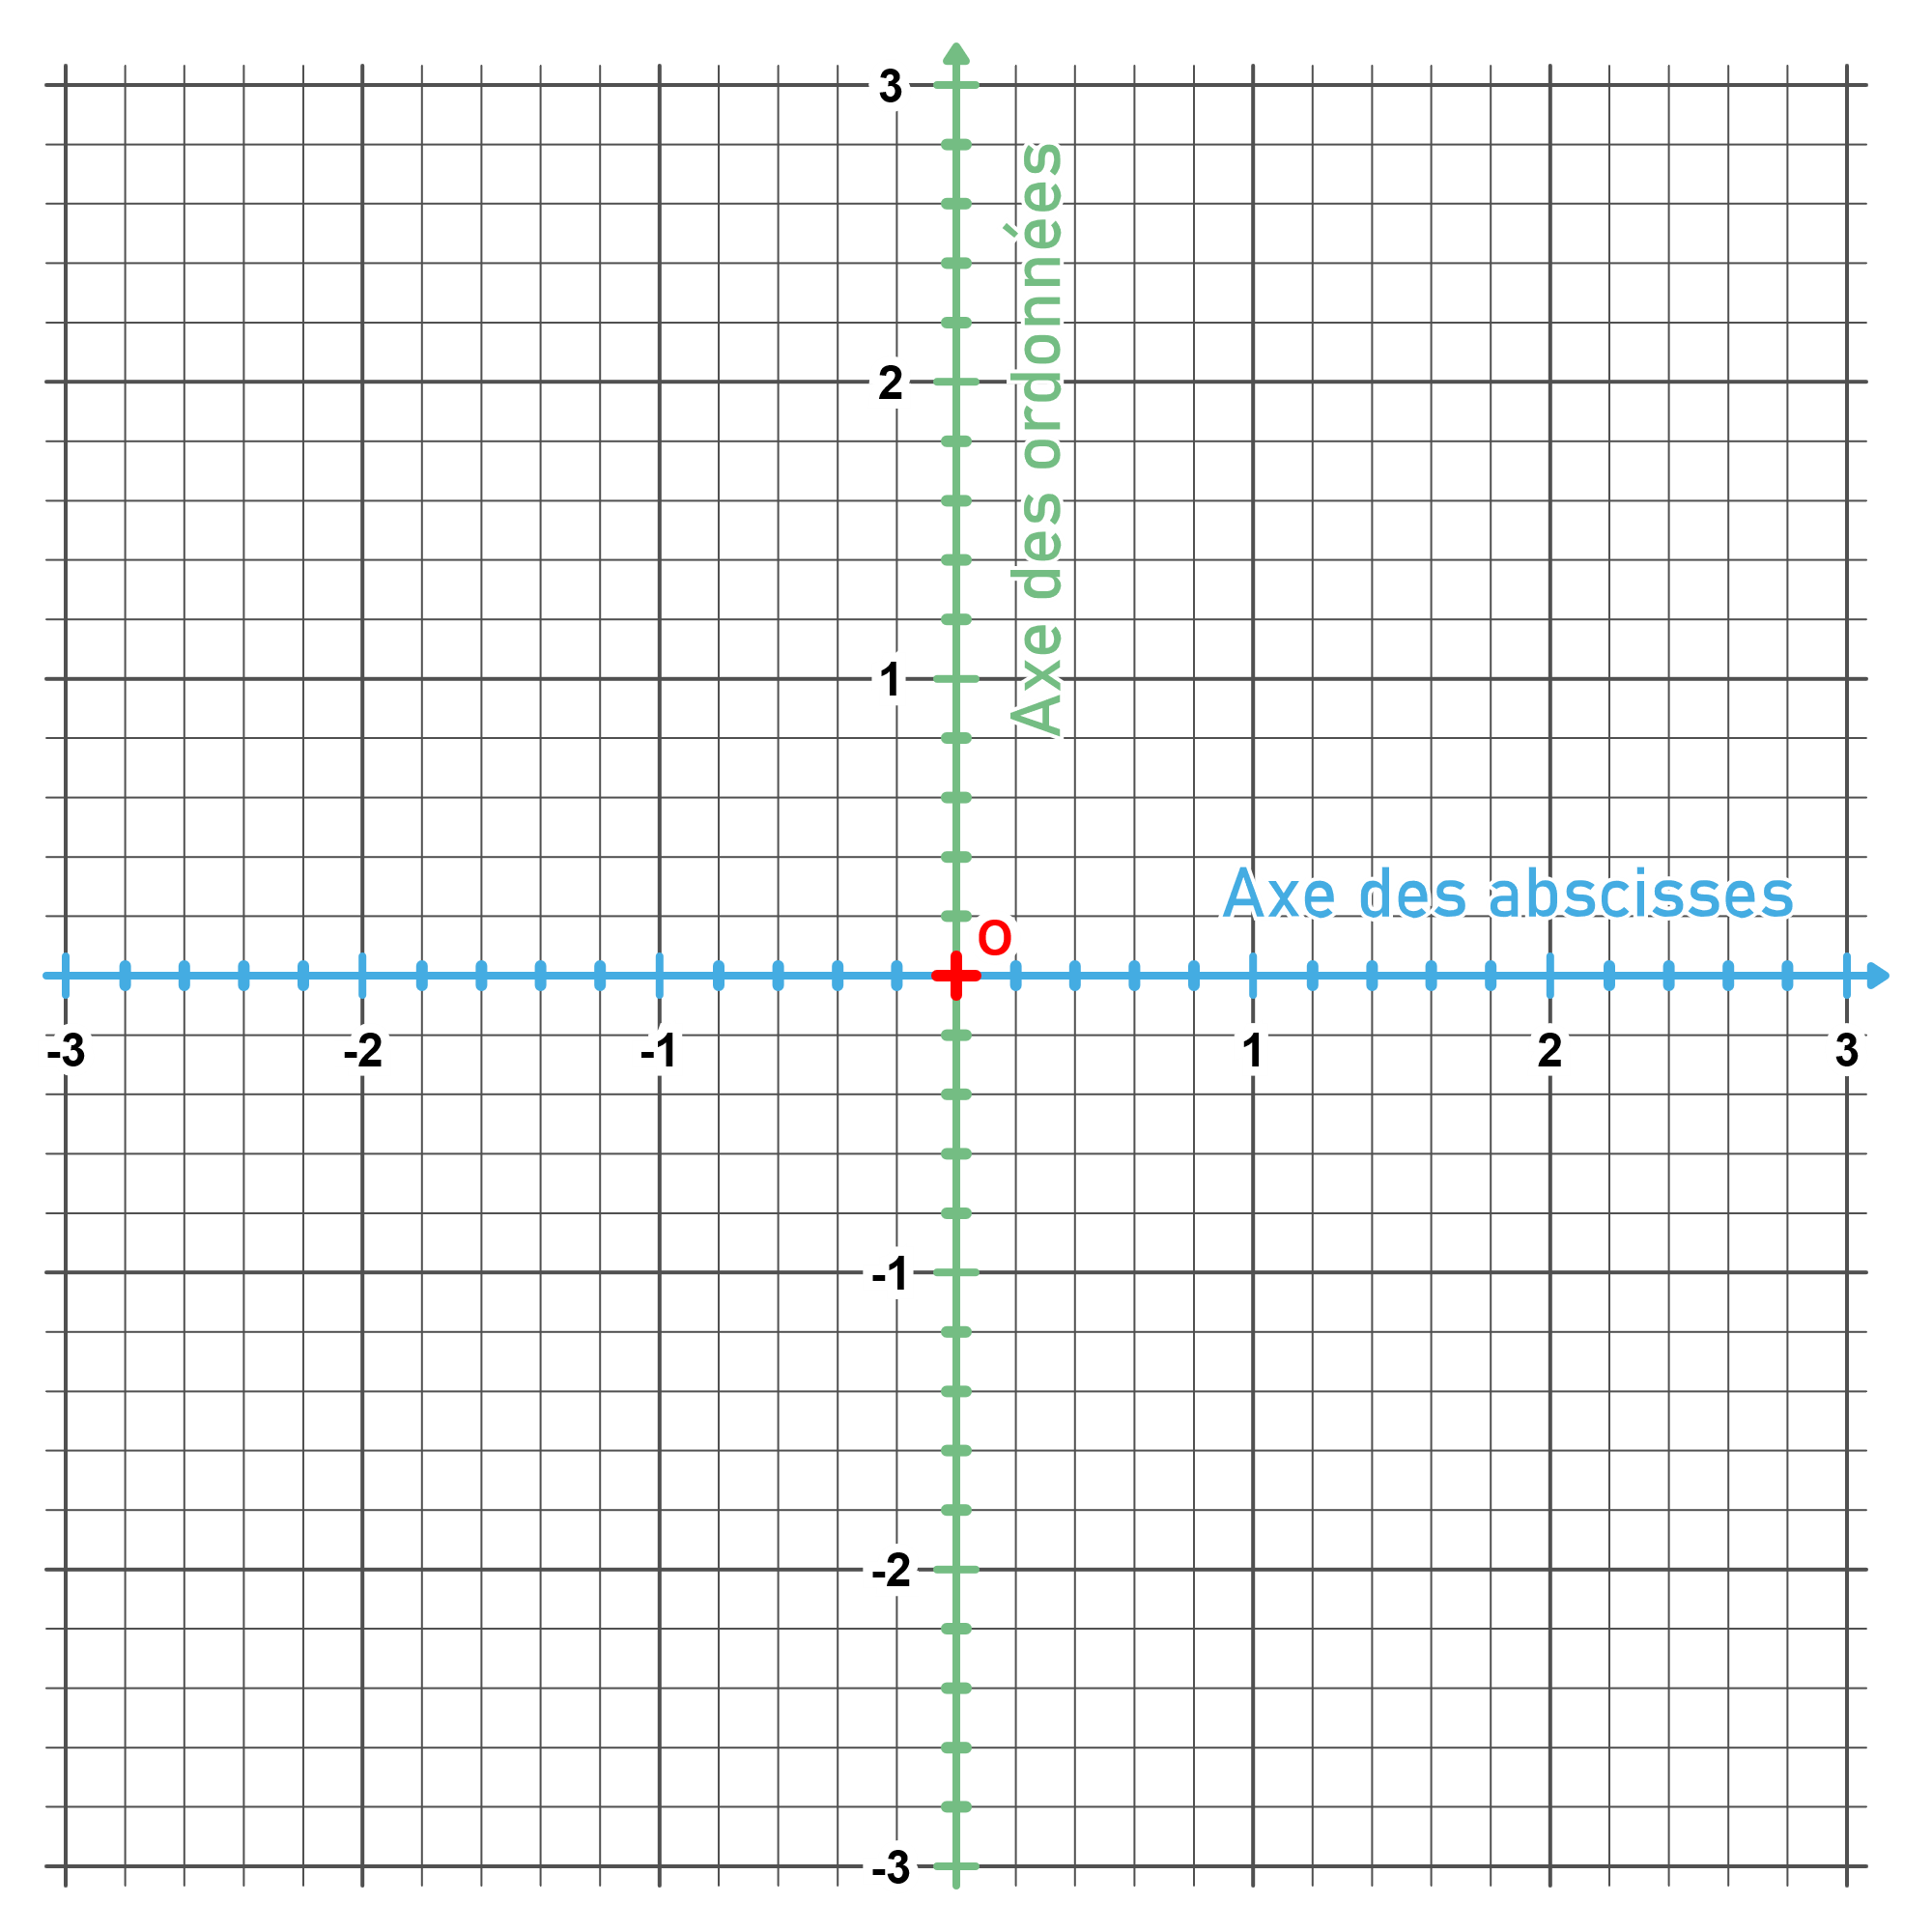 3
Axe des ordonnées
2
1
Axe des abscisses
O
-3 -2 -1 1 2 3
-1
-2
-3